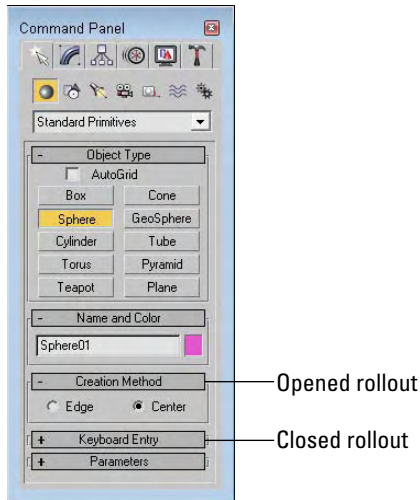 Command Panel
Standard Primitives
- Object Type
AutoGrid
Box Cone
Sphere GeoSphere
Cylinder Tube
Torus Pyramid
Teapot Plane
- Name and Color
Sphere01
- Creation Method Opened rollout
Edge Center
+ Keyboard Entry Closed rollout
+ Parameters